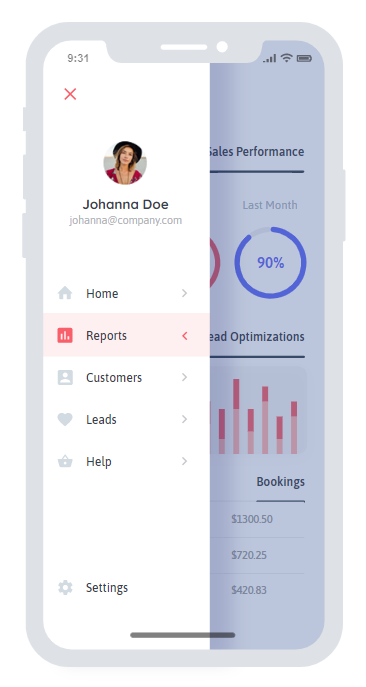 9:31
Johanna Doe
johanna@company.com
Home
Reports
Customers
Leads
Help
Settings
Sales Performance
Last Month
90%
ead Optimizations
Bookings
$1300.50
$720.25
$420.83